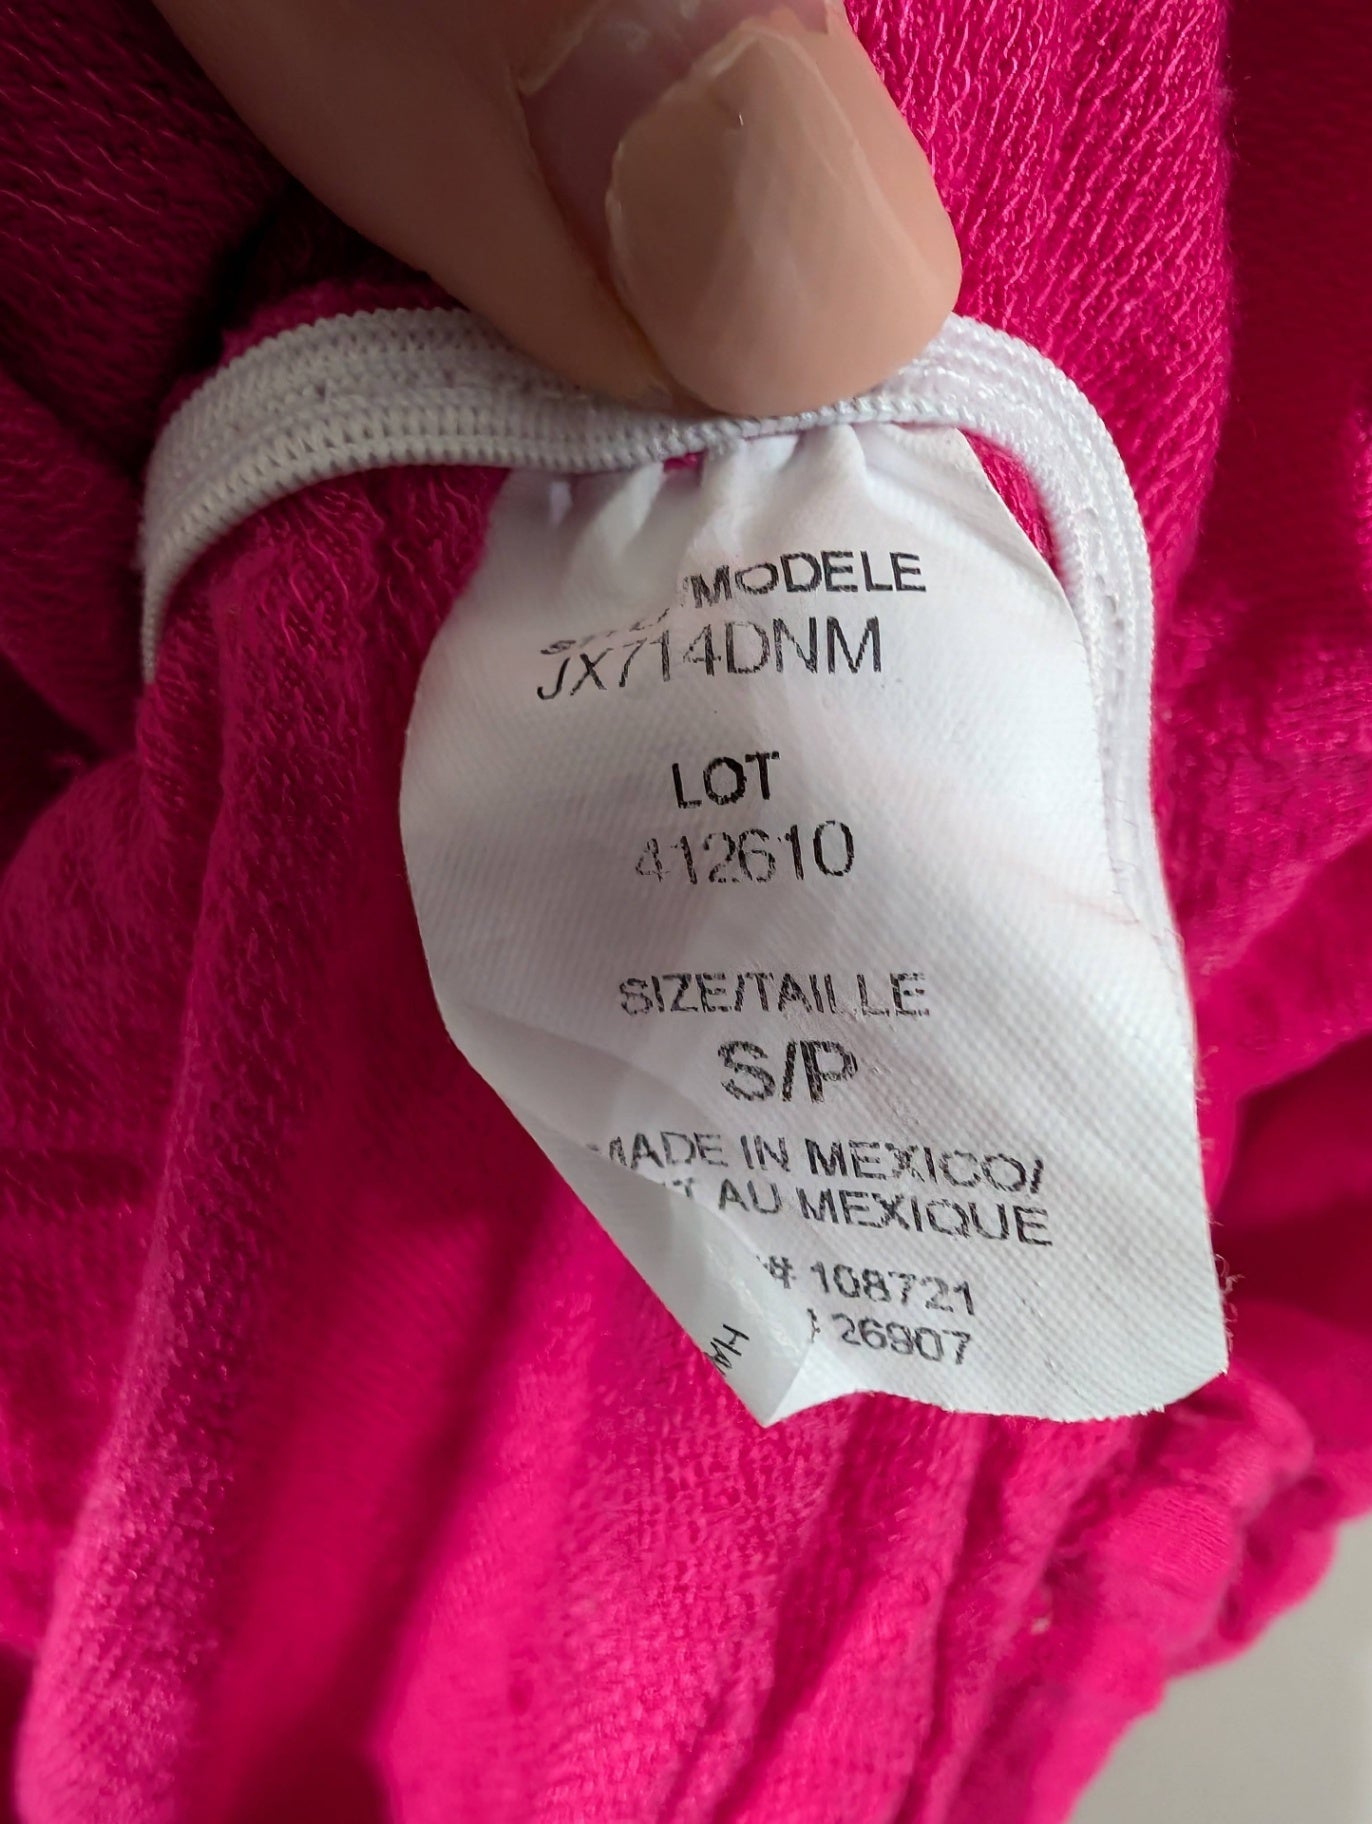 /MODELE
JX714DNM
LOT
412610
SIZE/TAILLE
S/P
MADE IN MEXICO/
AU MEXIQUE
# 108721
26907